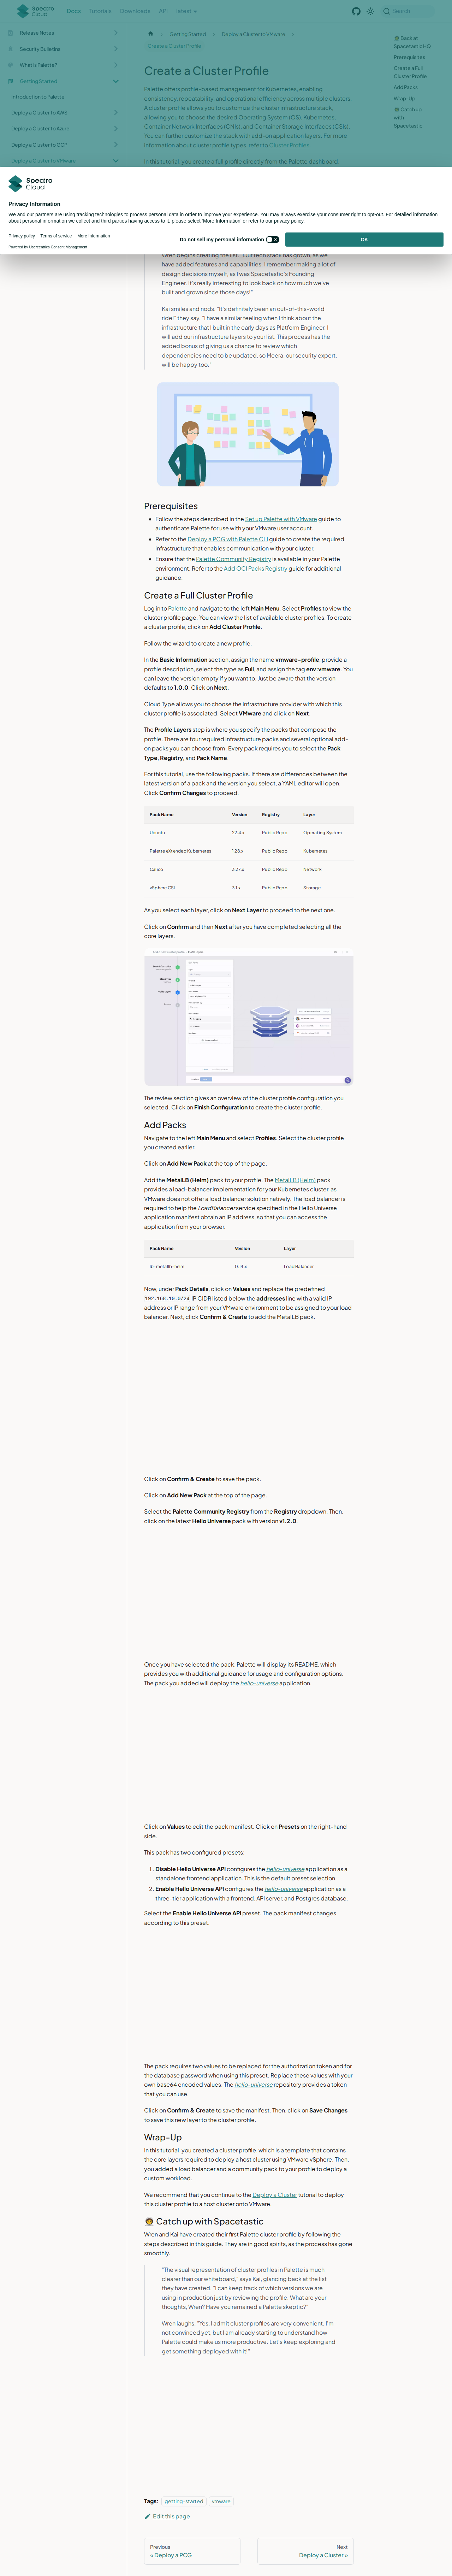 Spectro Cloud
Docs
Tutorials
Downloads
API
latest
Search
Release Notes
Security Bulletins
What is Palette?
Getting Started
Introduction to Palette
Deploy a Cluster to AWS
Deploy a Cluster to Azure
Deploy a Cluster to GCP
Deploy a Cluster to VMware
Getting Started
Deploy a Cluster to VMware
Create a Cluster Profile
Back at
Spacetastic HQ
Prerequisites
Create a Full
Cluster Profile
Add Packs
Wrap-Up
Catch up
with
Spacetastic
Create a Cluster Profile
Palette offers profile-based management for Kubernetes, enabling
consistency, repeatability, and operational efficiency across multiple clusters.
A cluster profile allows you to customize the cluster infrastructure stack,
allowing you to choose the desired Operating System (OS), Kubernetes,
Container Network Interfaces (CNIs), and Container Storage Interfaces (CSIs).
You can then further customize the stack with add-on application layers. For more
information about cluster profile types, refer to Cluster Profiles.
In this tutorial, you create a full profile directly from the Palette dashboard.
Spectro Cloud
Privacy Information
We and our partners are using tracking technologies to process personal data in order to improve your experience. You may always exercise your consumer right to opt-out. For detailed information
about personal information we collect and third parties having access to it, please select 'More Information' or refer to our privacy policy.
Privacy policy
Terms of service
More Information
Powered by Usercentrics Consent Management
Do not sell my personal information
OK
Wren begins creating the list. "Our tech stack has grown, as we
have added features and capabilities. I remember making a lot of
design decisions myself, as I was Spacetastic's Founding
Engineer. It's really interesting to look back on how much we've
built and grown since those days!"
Kai smiles and nods. "It's definitely been an out-of-this-world
ride!" they say. "I have a similar feeling when I think about the
infrastructure that I built in the early days as Platform Engineer. I
will add our infrastructure layers to your list. This process has the
added bonus of giving us a chance to review which
dependencies need to be updated, so Meera, our security expert,
will be happy too."
Prerequisites
Follow the steps described in the Set up Palette with VMware guide to
authenticate Palette for use with your VMware user account.
Refer to the Deploy a PCG with Palette CLI guide to create the required
infrastructure that enables communication with your cluster.
Ensure that the Palette Community Registry is available in your Palette
environment. Refer to the Add OCI Packs Registry guide for additional
guidance.
Create a Full Cluster Profile
Log in to Palette and navigate to the left Main Menu. Select Profiles to view the
cluster profile page. You can view the list of available cluster profiles. To create
a cluster profile, click on Add Cluster Profile.
Follow the wizard to create a new profile.
In the Basic Information section, assign the name vmware-profile, provide a
profile description, select the type as Full, and assign the tag env:vmware. You
can leave the version empty if you want to. Just be aware that the version
defaults to 1.0.0. Click on Next.
Cloud Type allows you to choose the infrastructure provider with which this
cluster profile is associated. Select VMware and click on Next.
The Profile Layers step is where you specify the packs that compose the
profile. There are four required infrastructure packs and several optional add-
on packs you can choose from. Every pack requires you to select the Pack
Type, Registry, and Pack Name.
For this tutorial, use the following packs. If there are differences between the
latest version of a pack and the version you select, a YAML editor will open.
Click Confirm Changes to proceed.
Pack Name Version Registry Layer
Ubuntu 22.4.x Public Repo Operating System
Palette eXtended Kubernetes 1.28.x Public Repo Kubernetes
Calico 3.27.x Public Repo Network
vSphere CSI 3.1.x Public Repo Storage
As you select each layer, click on Next Layer to proceed to the next one.
Click on Confirm and then Next after you have completed selecting all the
core layers.
The review section gives an overview of the cluster profile configuration you
selected. Click on Finish Configuration to create the cluster profile.
Add Packs
Navigate to the left Main Menu and select Profiles. Select the cluster profile
you created earlier.
Click on Add New Pack at the top of the page.
Add the MetalLB (Helm) pack to your profile. The MetalLB (Helm) pack
provides a load-balancer implementation for your Kubernetes cluster, as
VMware does not offer a load balancer solution natively. The load balancer is
required to help the LoadBalancer service specified in the Hello Universe
application manifest obtain an IP address, so that you can access the
application from your browser.
Pack Name Version Layer
lb-metallb-helm 0.14.x Load Balancer
Now, under Pack Details, click on Values and replace the predefined
192.168.10.0/24 IP CIDR listed below the addresses line with a valid IP
address or IP range from your VMware environment to be assigned to your load
balancer. Next, click Confirm & Create to add the MetalLB pack.
Click on Confirm & Create to save the pack.
Click on Add New Pack at the top of the page.
Select the Palette Community Registry from the Registry dropdown. Then,
click on the latest Hello Universe pack with version v1.2.0.
Once you have selected the pack, Palette will display its README, which
provides you with additional guidance for usage and configuration options.
The pack you added will deploy the hello-universe application.
Click on Values to edit the pack manifest. Click on Presets on the right-hand
side.
This pack has two configured presets:
1. Disable Hello Universe API configures the hello-universe application as a
standalone frontend application. This is the default preset selection.
2. Enable Hello Universe API configures the hello-universe application as a
three-tier application with a frontend, API server, and Postgres database.
Select the Enable Hello Universe API preset. The pack manifest changes
according to this preset.
The pack requires two values to be replaced for the authorization token and for
the database password when using this preset. Replace these values with your
own base64 encoded values. The hello-universe repository provides a token
that you can use.
Click on Confirm & Create to save the manifest. Then, click on Save Changes
to save this new layer to the cluster profile.
Wrap-Up
In this tutorial, you created a cluster profile, which is a template that contains
the core layers required to deploy a host cluster using VMware vSphere. Then,
you added a load balancer and a community pack to your profile to deploy a
custom workload.
We recommend that you continue to the Deploy a Cluster tutorial to deploy
this cluster profile to a host cluster onto VMware.
Catch up with Spacetastic
Wren and Kai have created their first Palette cluster profile by following the
steps described in this guide. They are in good spirits, as the process has gone
smoothly.
"The visual representation of cluster profiles in Palette is much
clearer than our whiteboard," says Kai, glancing back at the list
they have created. "I can keep track of which versions we are
using in production just by reviewing the profile. What are your
thoughts, Wren? Have you remained a Palette skeptic?"
Wren laughs. "Yes, I admit cluster profiles are very convenient. I'm
not convinced yet, but I am already starting to understand how
Palette could make us more productive. Let's keep exploring and
get something deployed with it!"
Tags: getting-started vmware
Edit this page
Previous
« Deploy a PCG
Next
Deploy a Cluster »